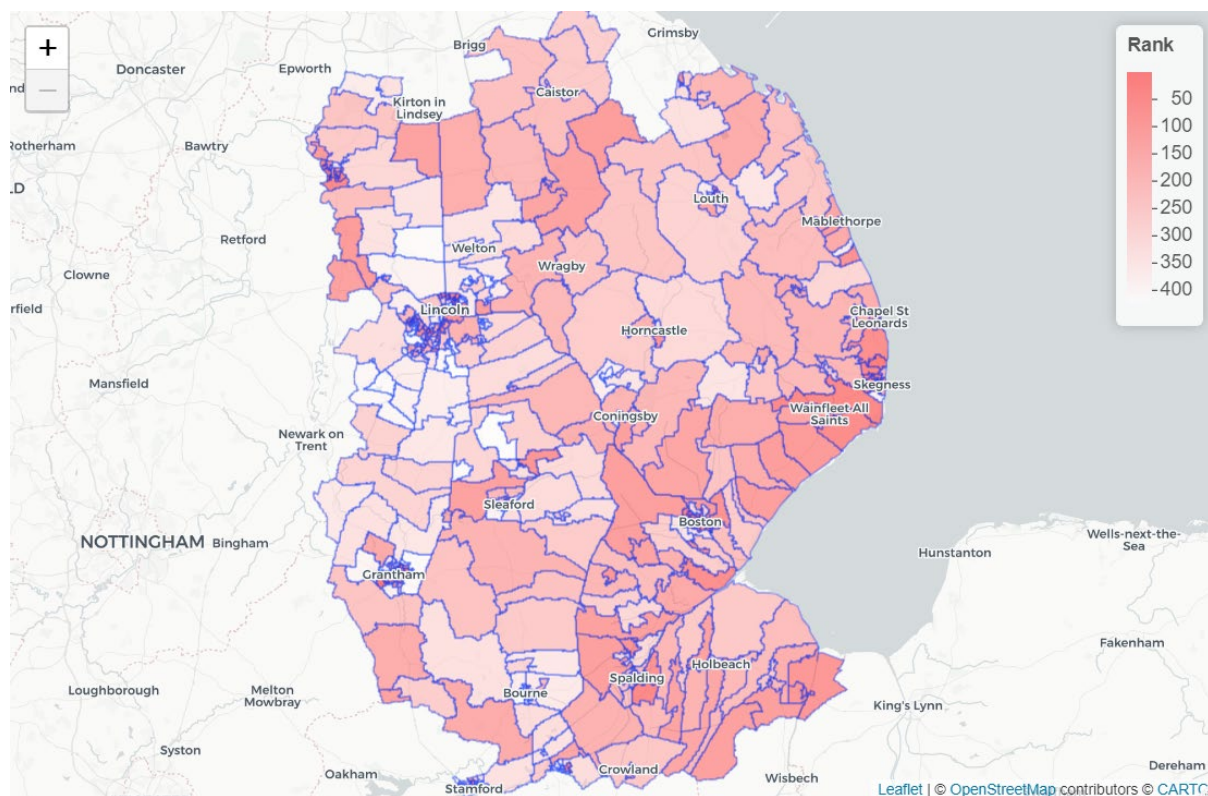 +
−
Rank
50
100
150
200
250
300
350
400
Grimsby
Brigg
Doncaster
Epworth
Caistor
Kirton in
Lindsey
Rotherham
Bawtry
Louth
Mablethorpe
Retford
Welton
Clowne
Wragby
Lincoln
Chapel St
Leonards
Horncastle
Mansfield
Skegness
Wainfleet All
Saints
Coningsby
Newark on
Trent
Sleaford
Boston
NOTTINGHAM
Bingham
Wells-next-the-
Sea
Hunstanton
Grantham
Fakenham
Holbeach
Spalding
Loughborough
Melton
Mowbray
Bourne
King's Lynn
Syston
Oakham
Crowland
Wisbech
Dereham
Stamford
Leaflet | © OpenStreetMap contributors © CARTO